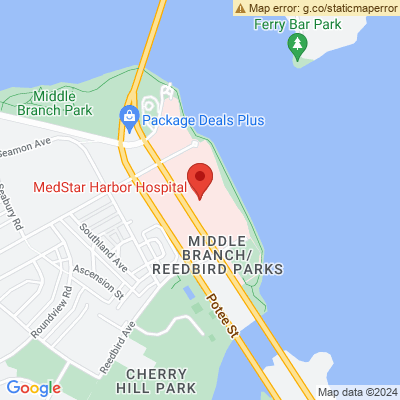 Map error: g.co/staticmaperror
Ferry Bar Park
Middle
Branch Park
Package Deals Plus
Seamon Ave
MedStar Harbor Hospital
Seabury Rd
Southland Ave
MIDDLE
BRANCH/
REEDBIRD PARKS
Ascension St
Roundview Rd
Potee St
Reedbird Ave
CHERRY
HILL PARK
Google
Map data ©2024